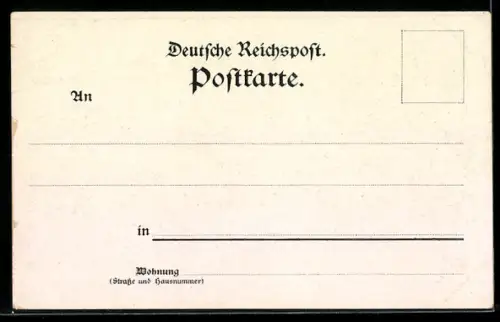 Deutſche Reichspost.
Poſtkarte.
An
in
Wohnung
(Straße und Hausnummer)